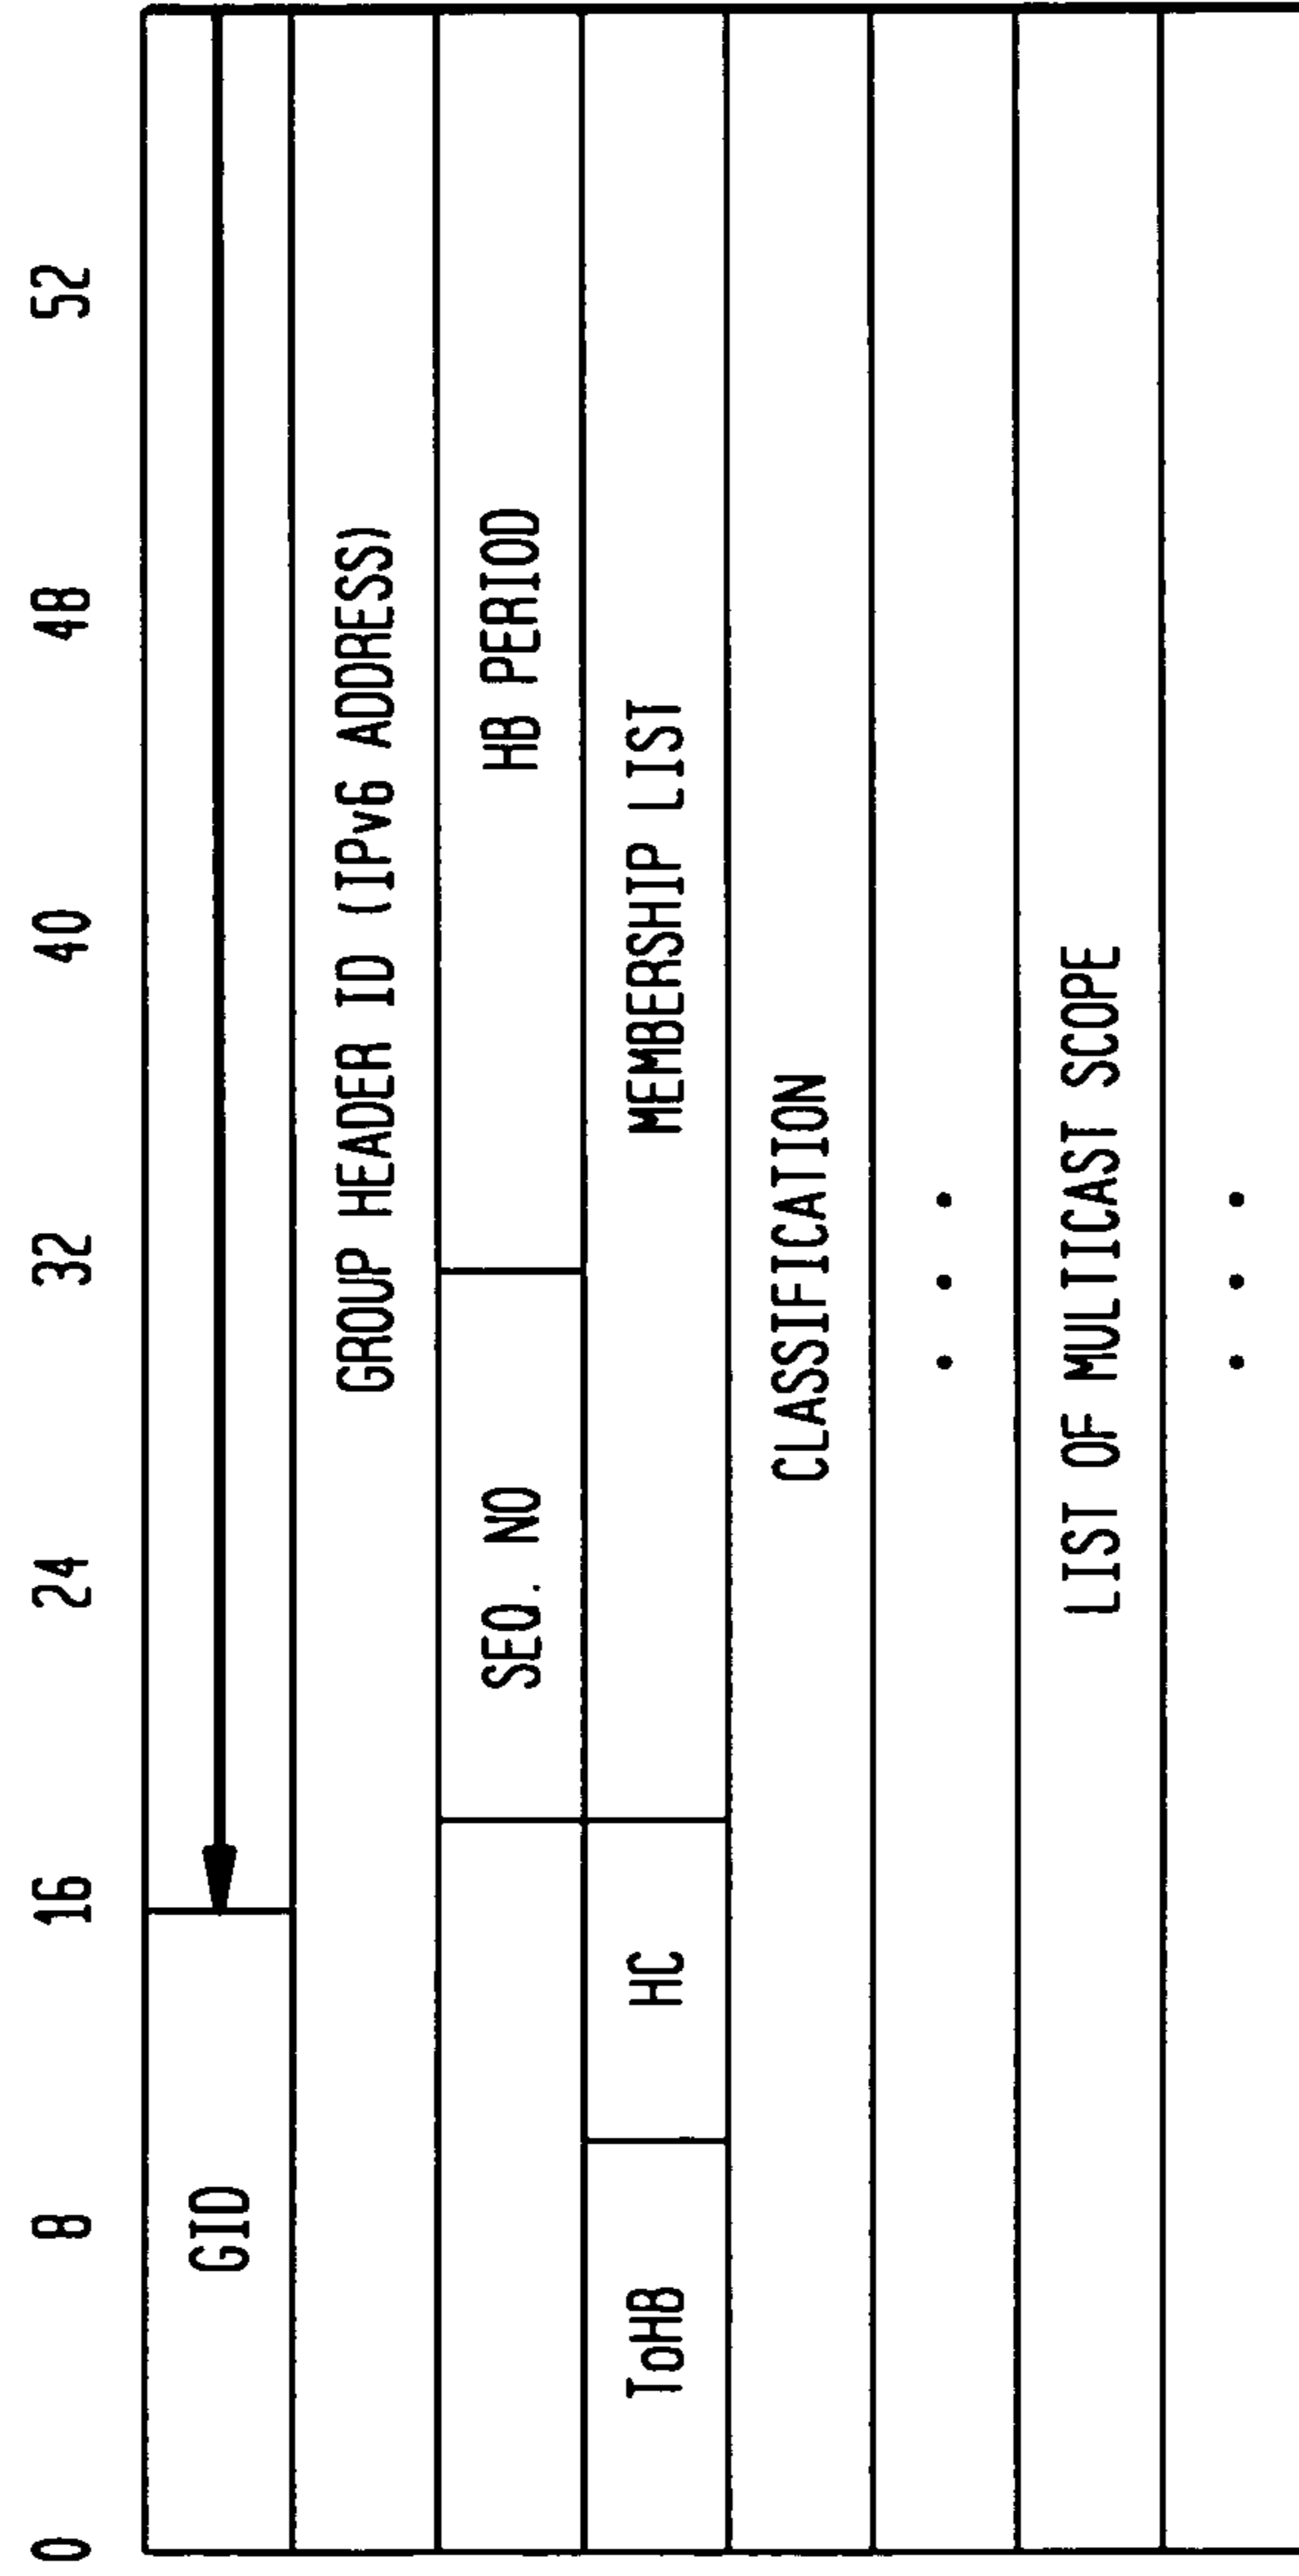 0 8 16 24 32 40 48 52
GID
GROUP HEADER ID (IPv6 ADDRESS)
SEQ. NO HB PERIOD
ToHB HC MEMBERSHIP LIST
CLASSIFICATION
. . .
LIST OF MULTICAST SCOPE
. . .